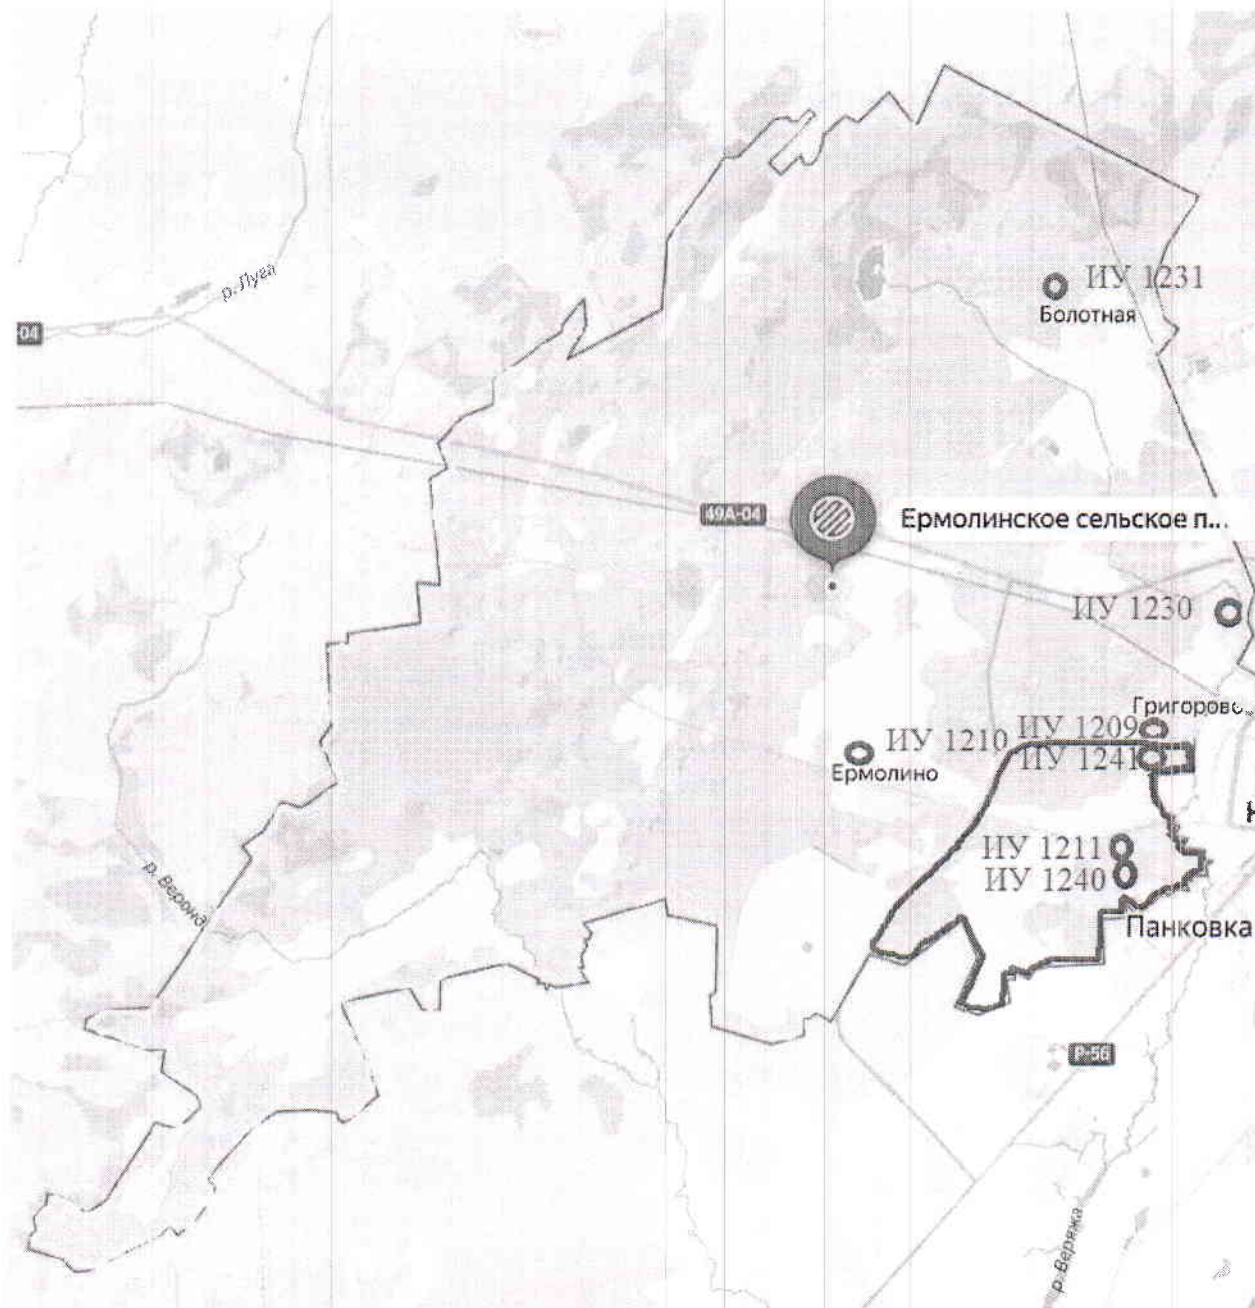 р. Луга
ИУ 1231
Болотная
-04
49А-04
Ермолинское сельское п...
ИУ 1230
Григорово
ИУ 1209
ИУ 1210
ИУ 1241
Ермолино
ИУ 1211
ИУ 1240
р. Веронд
Панковка
Р-56
р. Веряжа